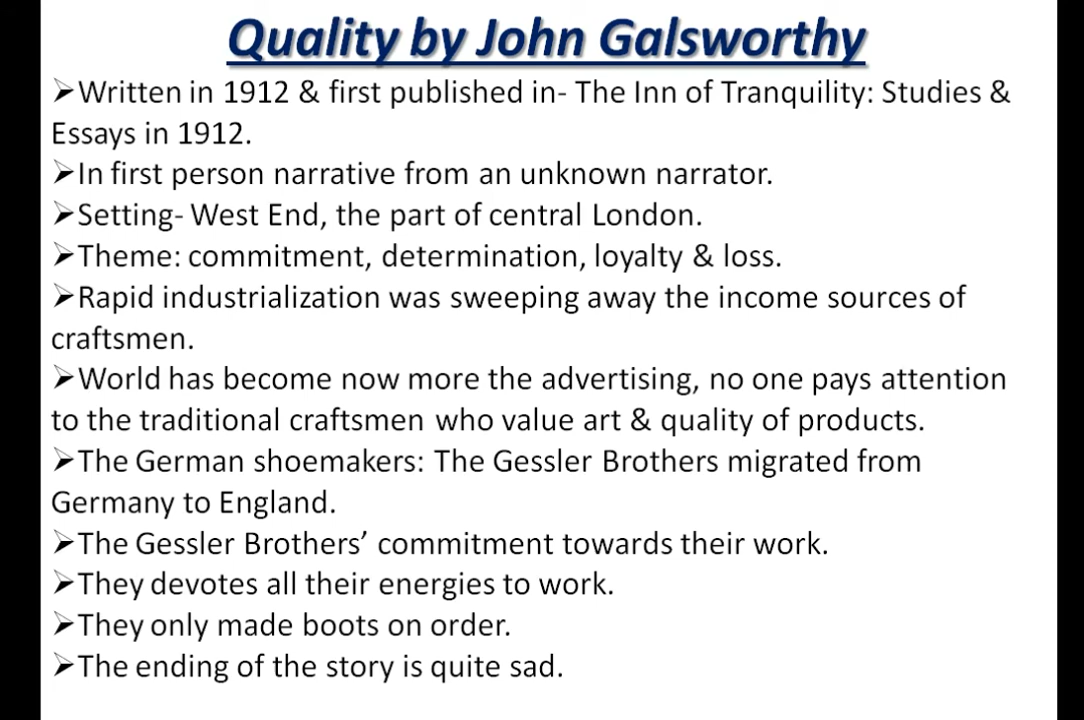 Quality by John Galsworthy
➢Written in 1912 & first published in- The Inn of Tranquility: Studies &
Essays in 1912.
➢In first person narrative from an unknown narrator.
➢Setting- West End, the part of central London.
➢Theme: commitment, determination, loyalty & loss.
➢Rapid industrialization was sweeping away the income sources of
craftsmen.
➢World has become now more the advertising, no one pays attention
to the traditional craftsmen who value art & quality of products.
➢The German shoemakers: The Gessler Brothers migrated from
Germany to England.
➢The Gessler Brothers’ commitment towards their work.
➢They devotes all their energies to work.
➢They only made boots on order.
➢The ending of the story is quite sad.